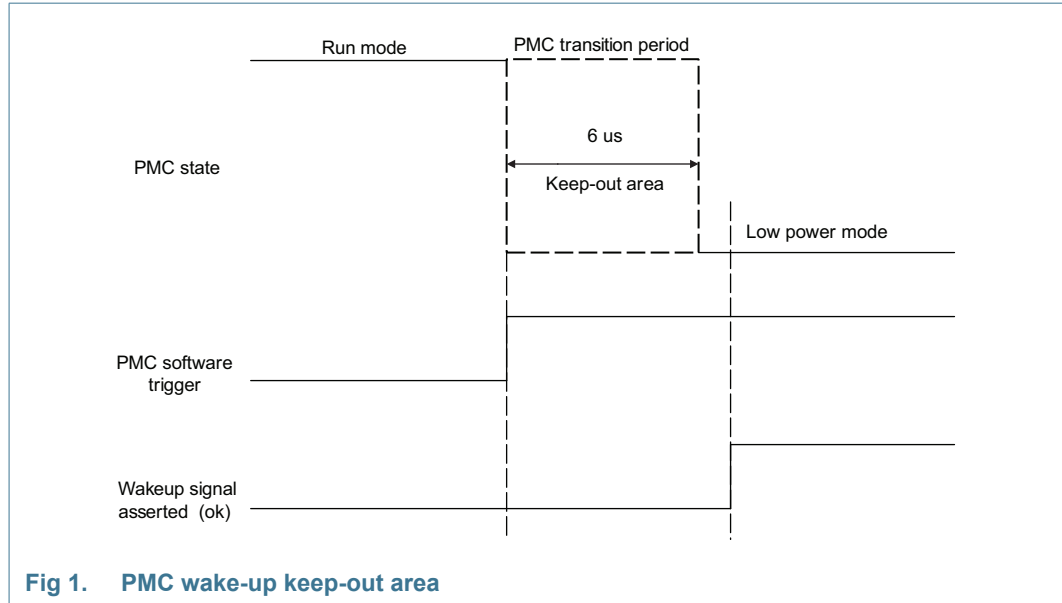 Run mode
PMC transition period
6 us
PMC state
Keep-out area
Low power mode
PMC software
trigger
Wakeup signal
asserted (ok)
Fig 1. PMC wake-up keep-out area